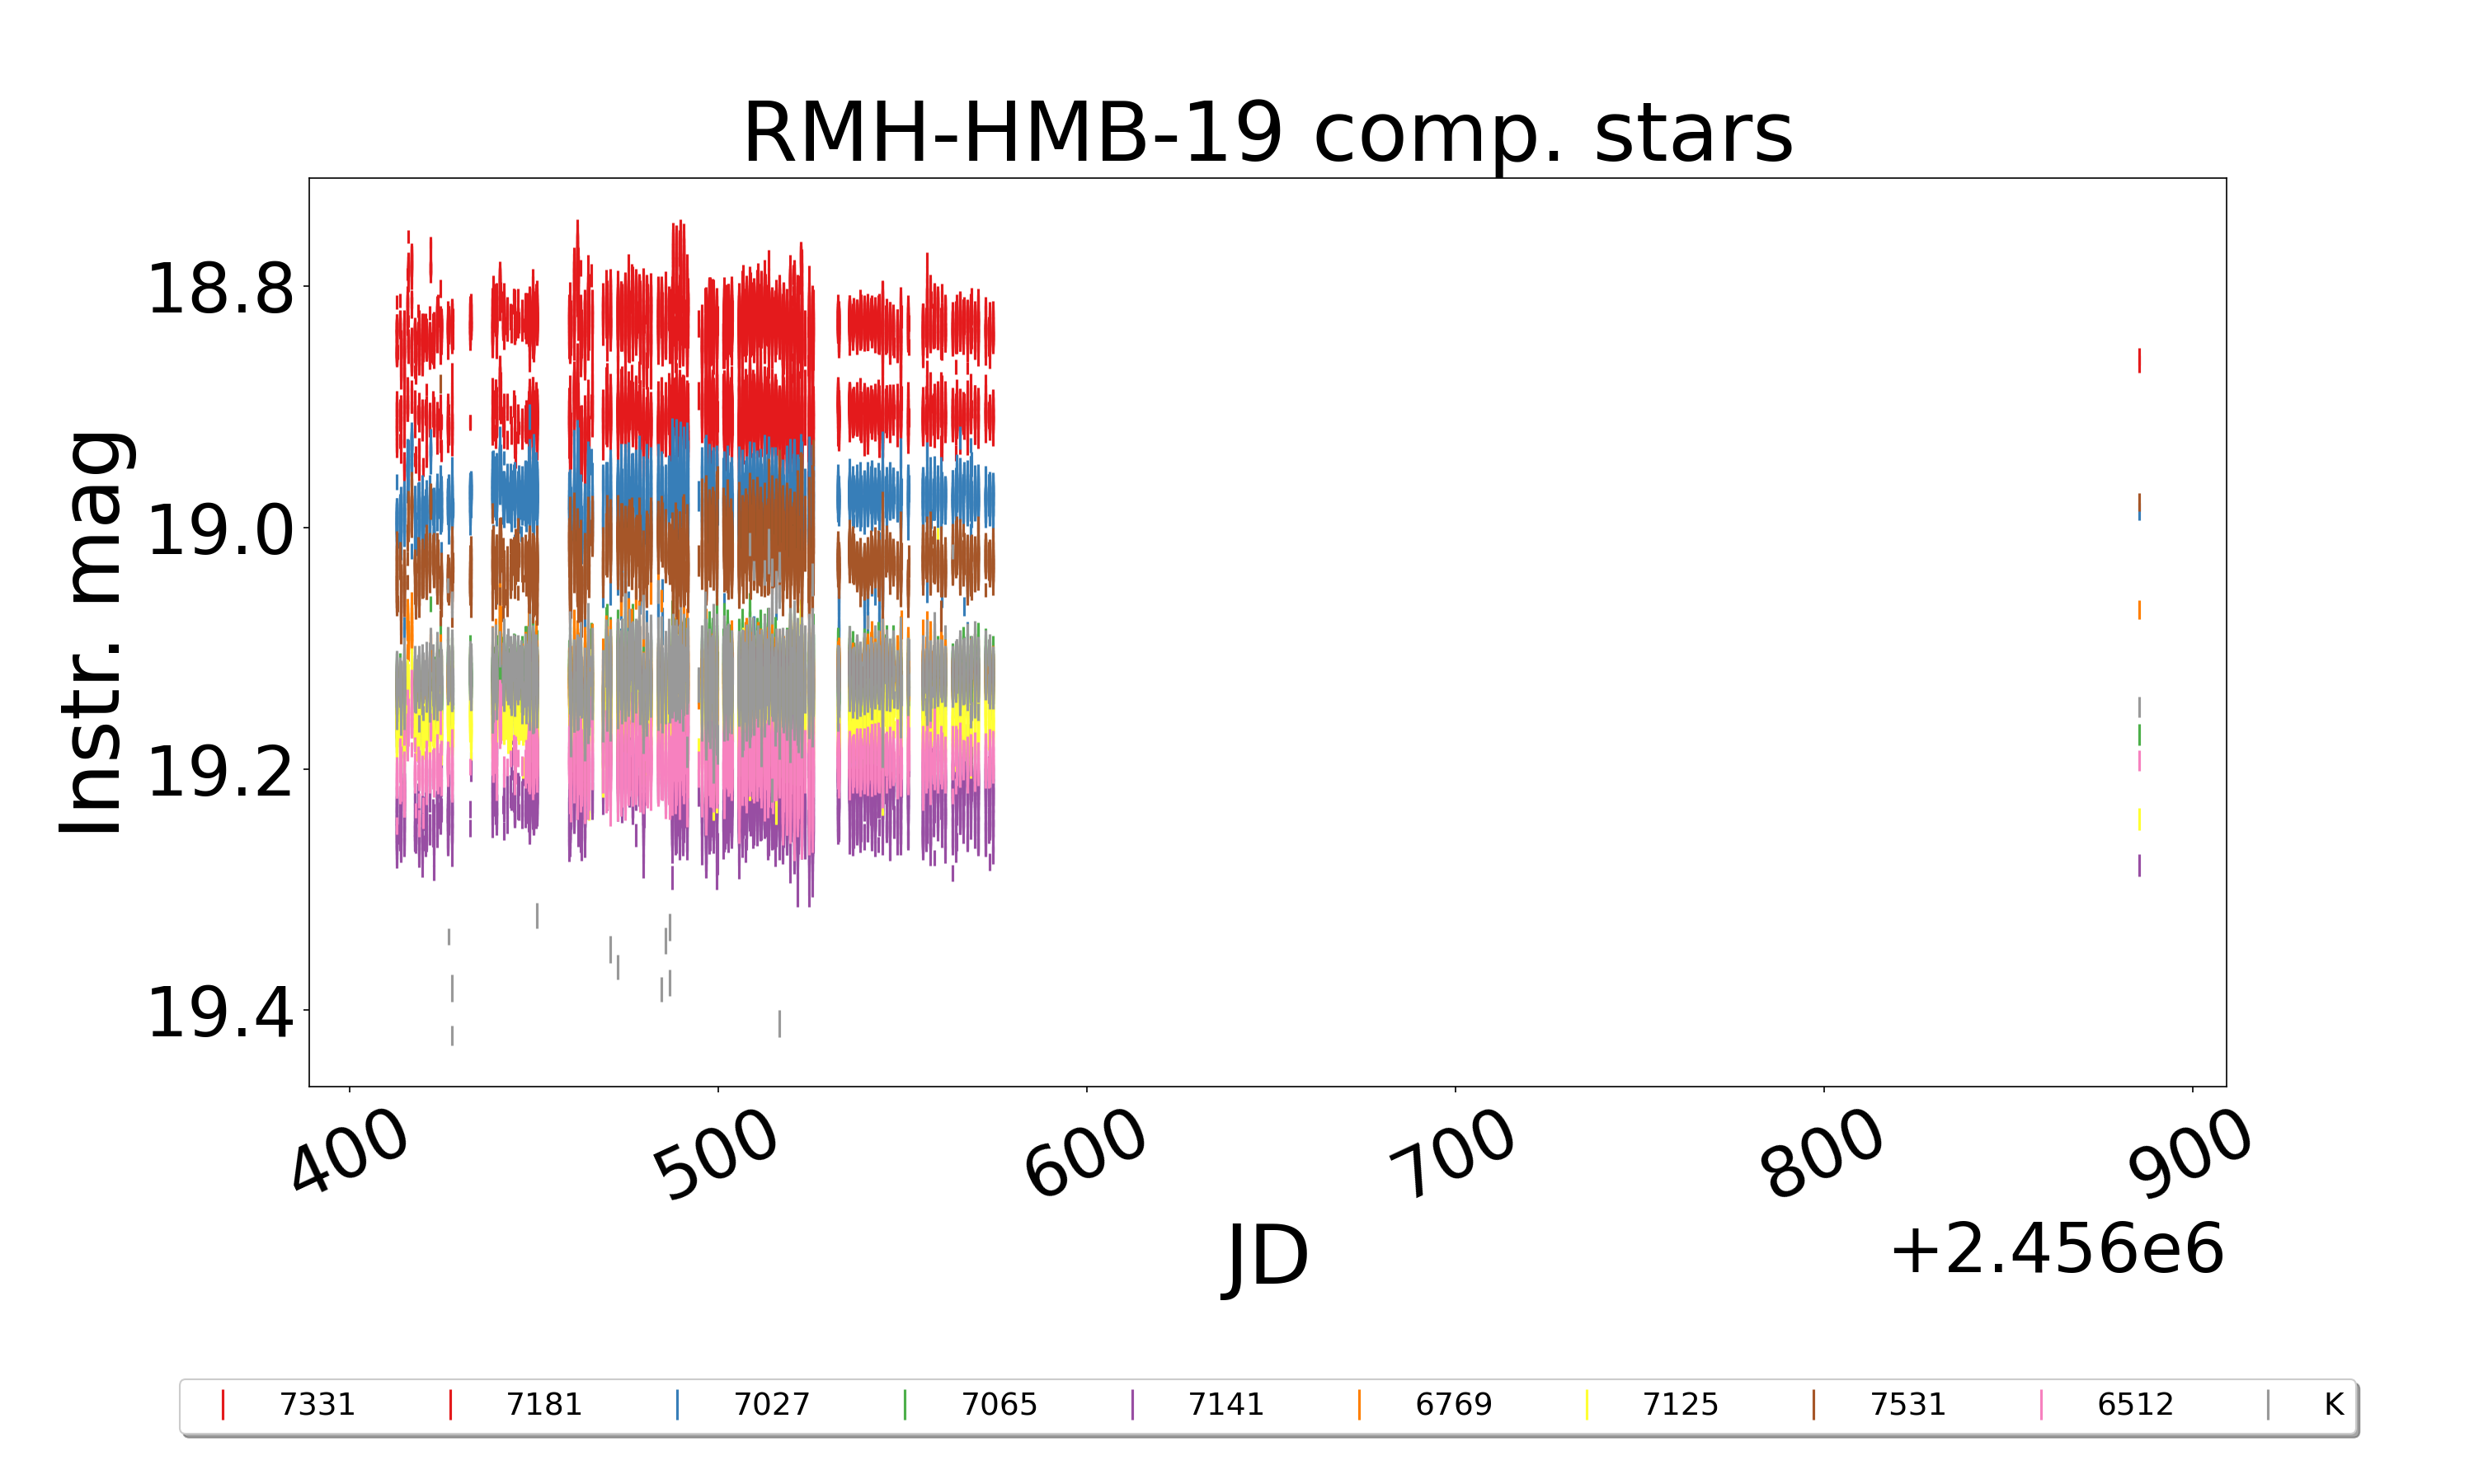 RMH-HMB-19 comp. stars
Instr. mag
18.8
19.0
19.2
19.4
400 500 600 700 800 900
JD
+2.456e6
7331 7181 7027 7065 7141 6769 7125 7531 6512 K